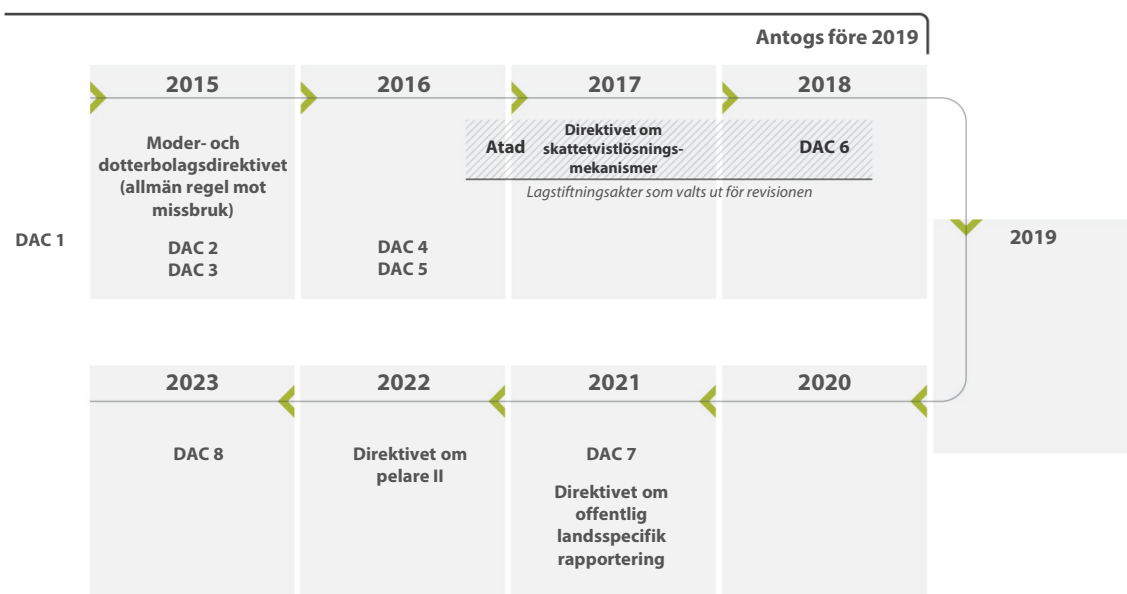 Antogs före 2019
2015
2016
2017
2018
Moder- och
dotterbolagsdirektivet
(allmän regel mot
missbruk)
Atad
Direktivet om
skattetvistlösnings-
mekanismer
DAC 6
Lagstiftningsakter som valts ut för revisionen
DAC 1
DAC 2
DAC 3
DAC 4
DAC 5
2019
2023
2022
2021
2020
DAC 8
Direktivet om
pelare II
DAC 7
Direktivet om
offentlig
landsspecifik
rapportering